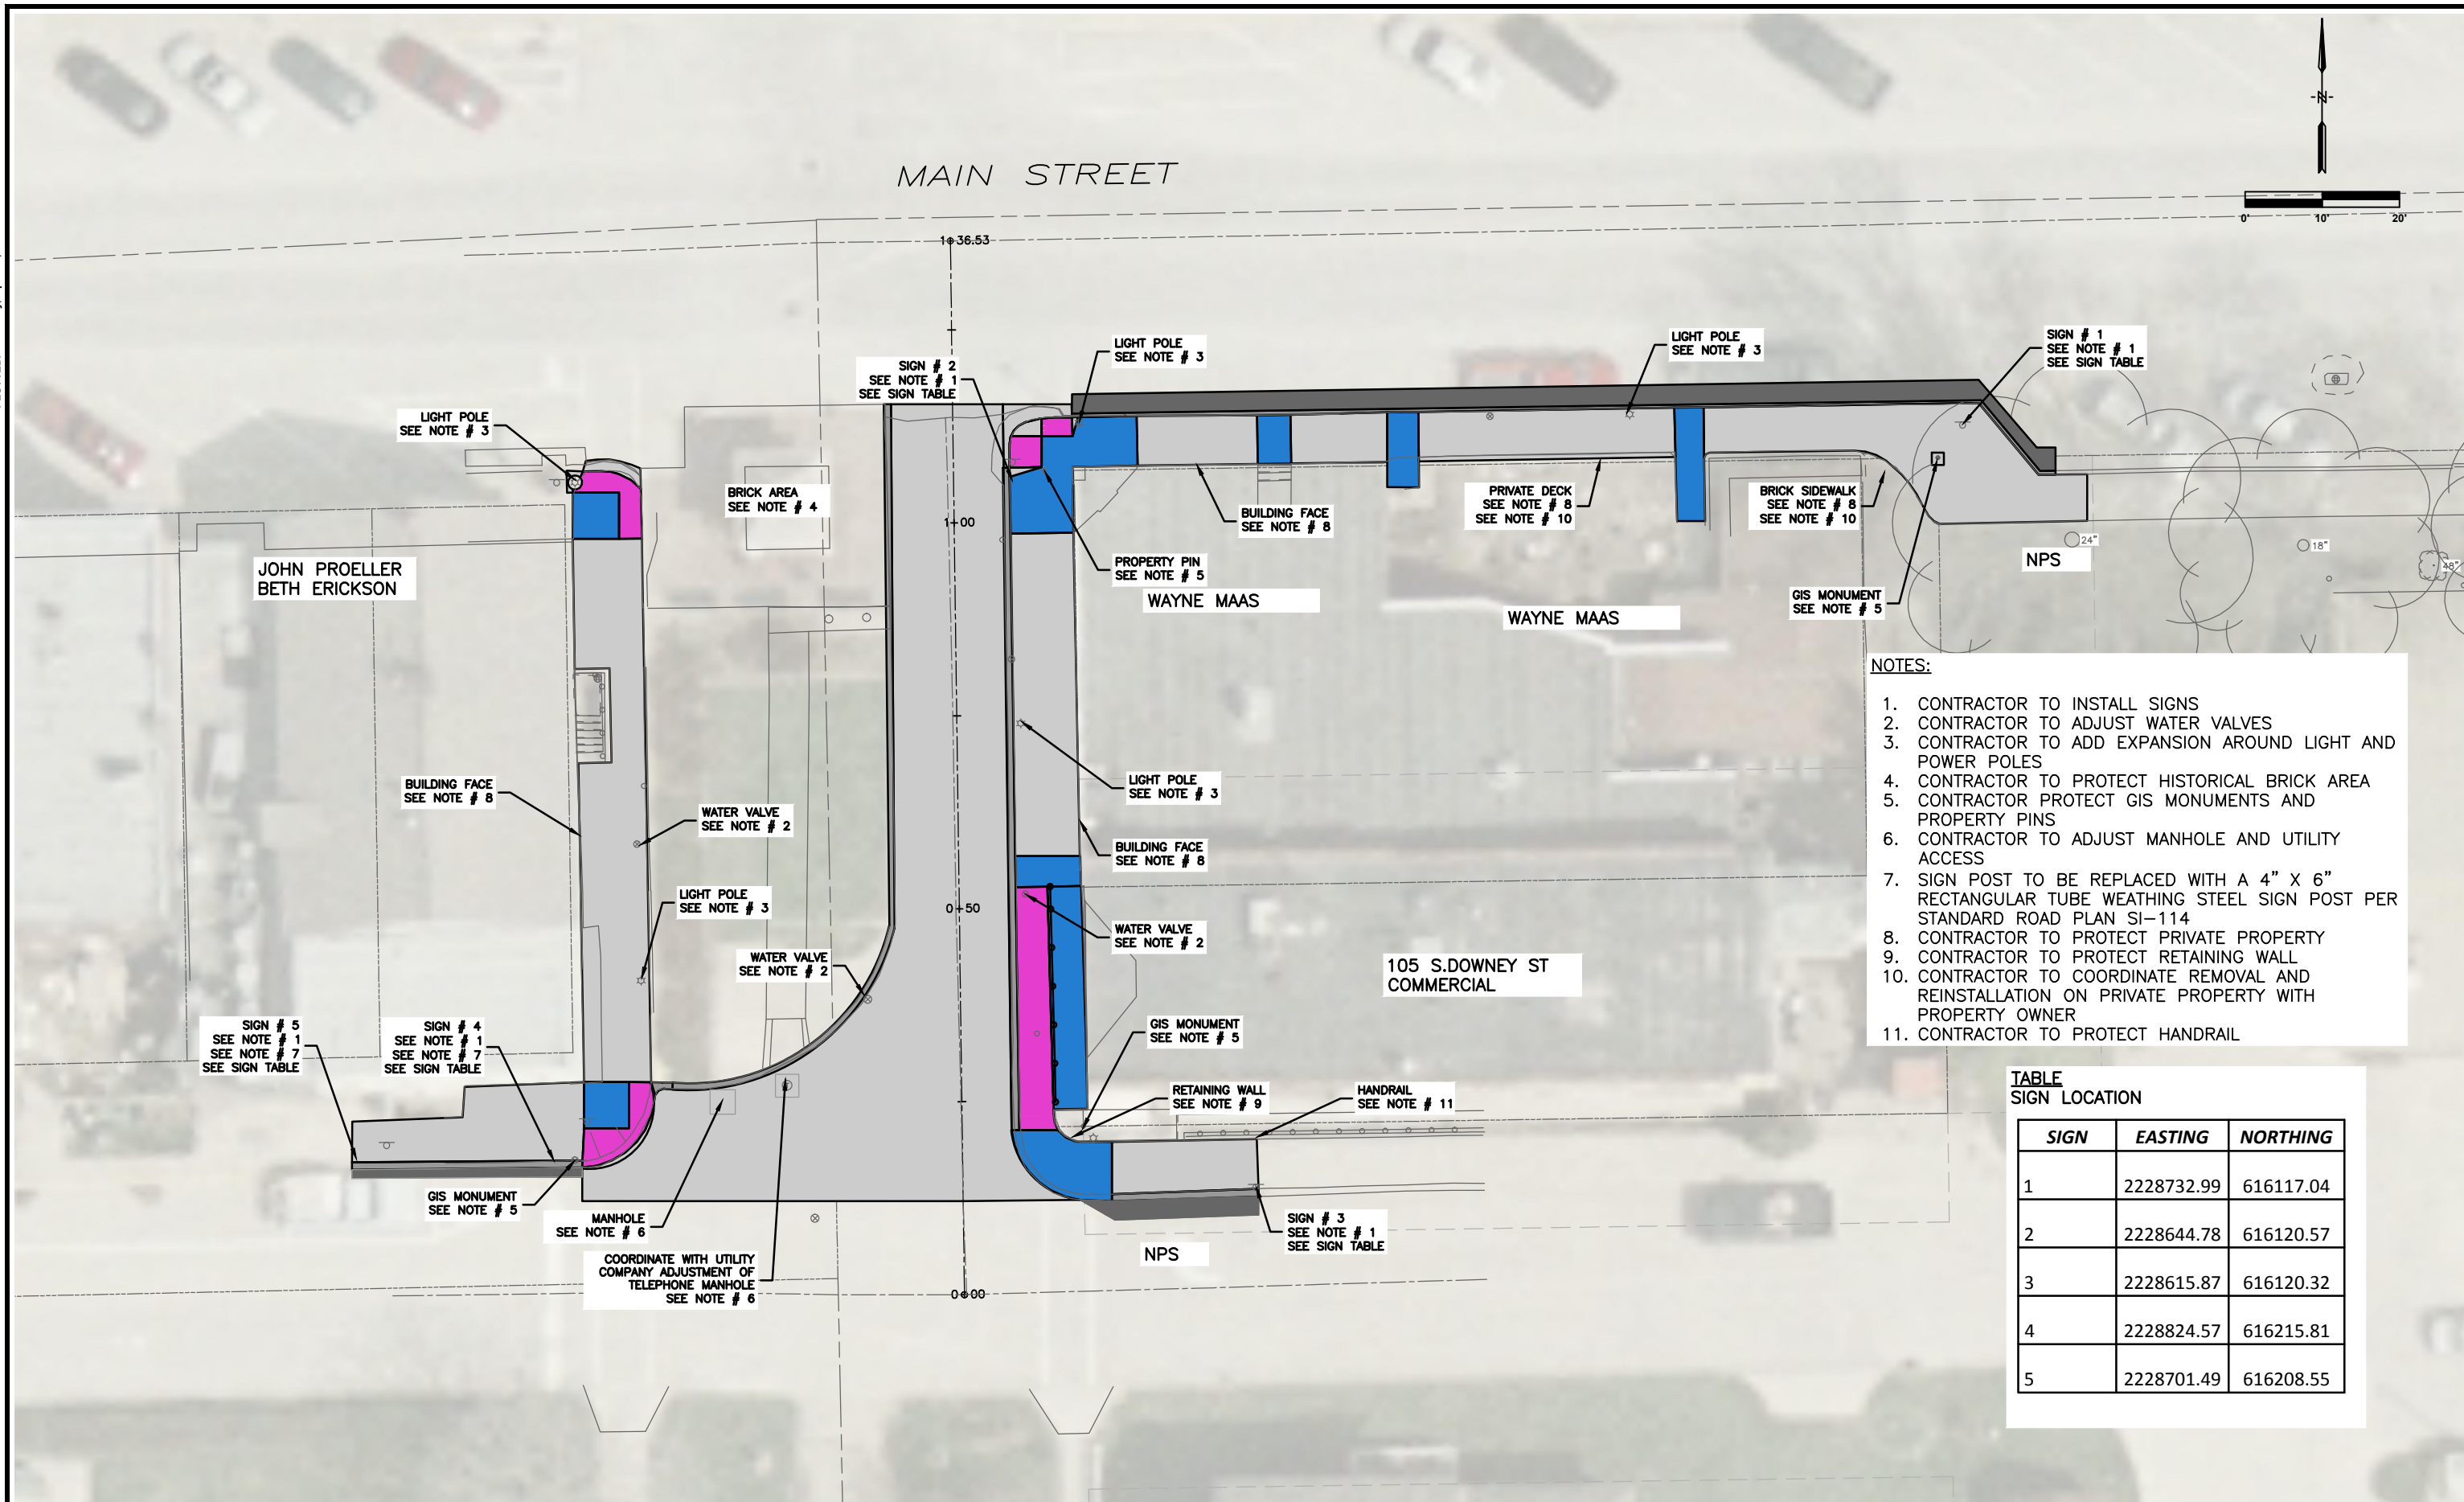 MAIN STREET
-N-
0'
10'
20'
1+36.53
LIGHT POLE
SEE NOTE # 3
LIGHT POLE
SEE NOTE # 3
SIGN # 1
SEE NOTE # 1
SEE SIGN TABLE
SIGN # 2
SEE NOTE # 1
SEE SIGN TABLE
LIGHT POLE
SEE NOTE # 3
BRICK AREA
SEE NOTE # 4
1+00
BUILDING FACE
SEE NOTE # 8
PRIVATE DECK
SEE NOTE # 8
SEE NOTE # 10
BRICK SIDEWALK
SEE NOTE # 8
SEE NOTE # 10
24"
18"
48"
NPS
JOHN PROELLER
BETH ERICKSON
PROPERTY PIN
SEE NOTE # 5
WAYNE MAAS
WAYNE MAAS
GIS MONUMENT
SEE NOTE # 5
NOTES:
1. CONTRACTOR TO INSTALL SIGNS
2. CONTRACTOR TO ADJUST WATER VALVES
3. CONTRACTOR TO ADD EXPANSION AROUND LIGHT AND
POWER POLES
4. CONTRACTOR TO PROTECT HISTORICAL BRICK AREA
5. CONTRACTOR PROTECT GIS MONUMENTS AND
PROPERTY PINS
6. CONTRACTOR TO ADJUST MANHOLE AND UTILITY
ACCESS
7. SIGN POST TO BE REPLACED WITH A 4" X 6"
RECTANGULAR TUBE WEATHING STEEL SIGN POST PER
STANDARD ROAD PLAN SI-114
8. CONTRACTOR TO PROTECT PRIVATE PROPERTY
9. CONTRACTOR TO PROTECT RETAINING WALL
10. CONTRACTOR TO COORDINATE REMOVAL AND
REINSTALLATION ON PRIVATE PROPERTY WITH
PROPERTY OWNER
11. CONTRACTOR TO PROTECT HANDRAIL
BUILDING FACE
SEE NOTE # 8
WATER VALVE
SEE NOTE # 2
LIGHT POLE
SEE NOTE # 3
BUILDING FACE
SEE NOTE # 8
LIGHT POLE
SEE NOTE # 3
0+50
WATER VALVE
SEE NOTE # 2
WATER VALVE
SEE NOTE # 2
105 S.DOWNEY ST
COMMERCIAL
SIGN # 5
SEE NOTE # 1
SEE NOTE # 7
SEE SIGN TABLE
SIGN # 4
SEE NOTE # 1
SEE NOTE # 7
SEE SIGN TABLE
GIS MONUMENT
SEE NOTE # 5
RETAINING WALL
SEE NOTE # 9
HANDRAIL
SEE NOTE # 11
GIS MONUMENT
SEE NOTE # 5
MANHOLE
SEE NOTE # 6
COORDINATE WITH UTILITY
COMPANY ADJUSTMENT OF
TELEPHONE MANHOLE
SEE NOTE # 6
SIGN # 3
SEE NOTE # 1
SEE SIGN TABLE
NPS
0+00
TABLE
SIGN LOCATION
SIGN EASTING NORTHING
1 2228732.99 616117.04
2 2228644.78 616120.57
3 2228615.87 616120.32
4 2228824.57 616215.81
5 2228701.49 616208.55